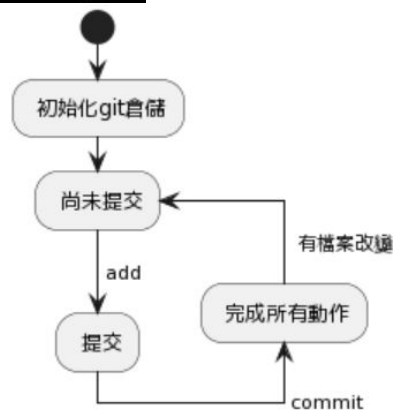 初始化git倉儲
尚未提交
有檔案改變
add
完成所有動作
提交
commit